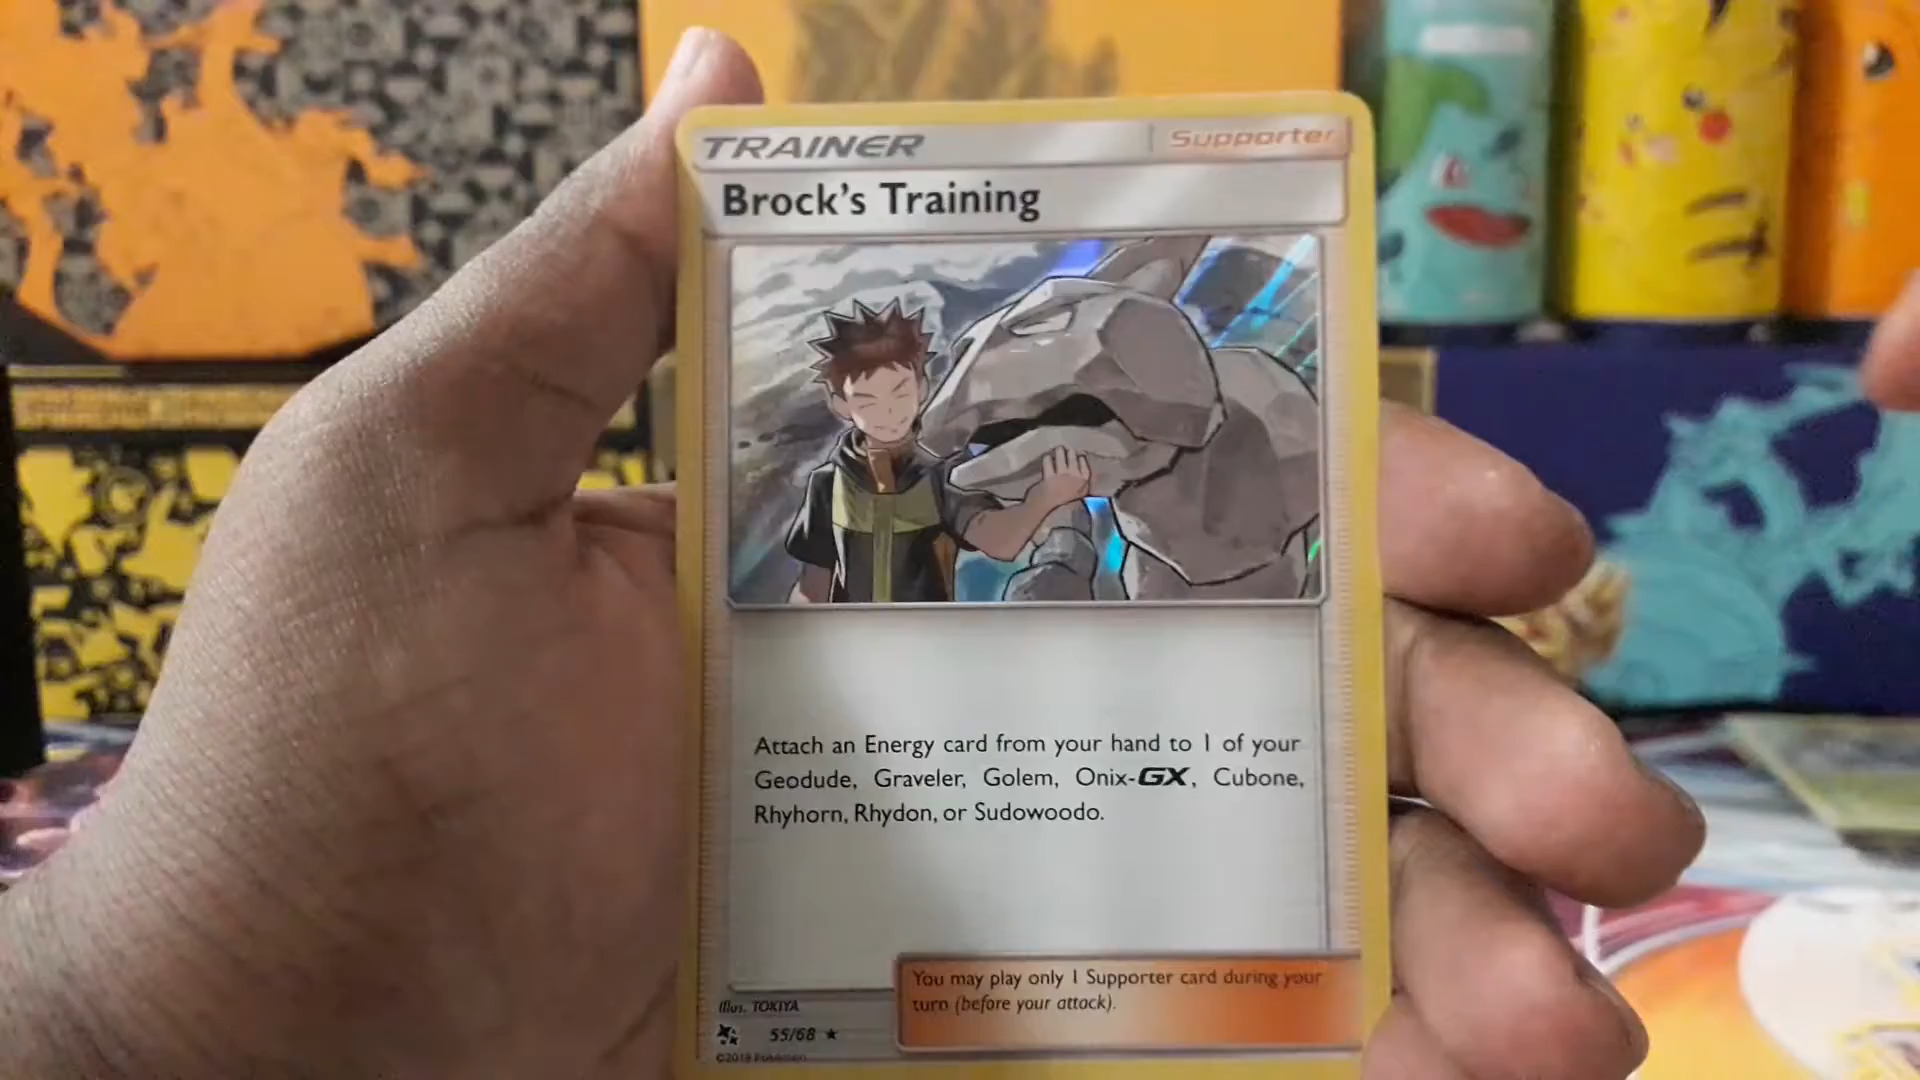 TRAINER
Supporter
Brock's Training
Attach an Energy card from your hand to 1 of your
Geodude, Graveler, Golem, Onix-GX, Cubone,
Rhyhorn, Rhydon, or Sudowoodo.
You may play only 1 Supporter card during your
turn (before your attack).
Illus. TOKIYA
55/68 ★
©2019 Pokémon